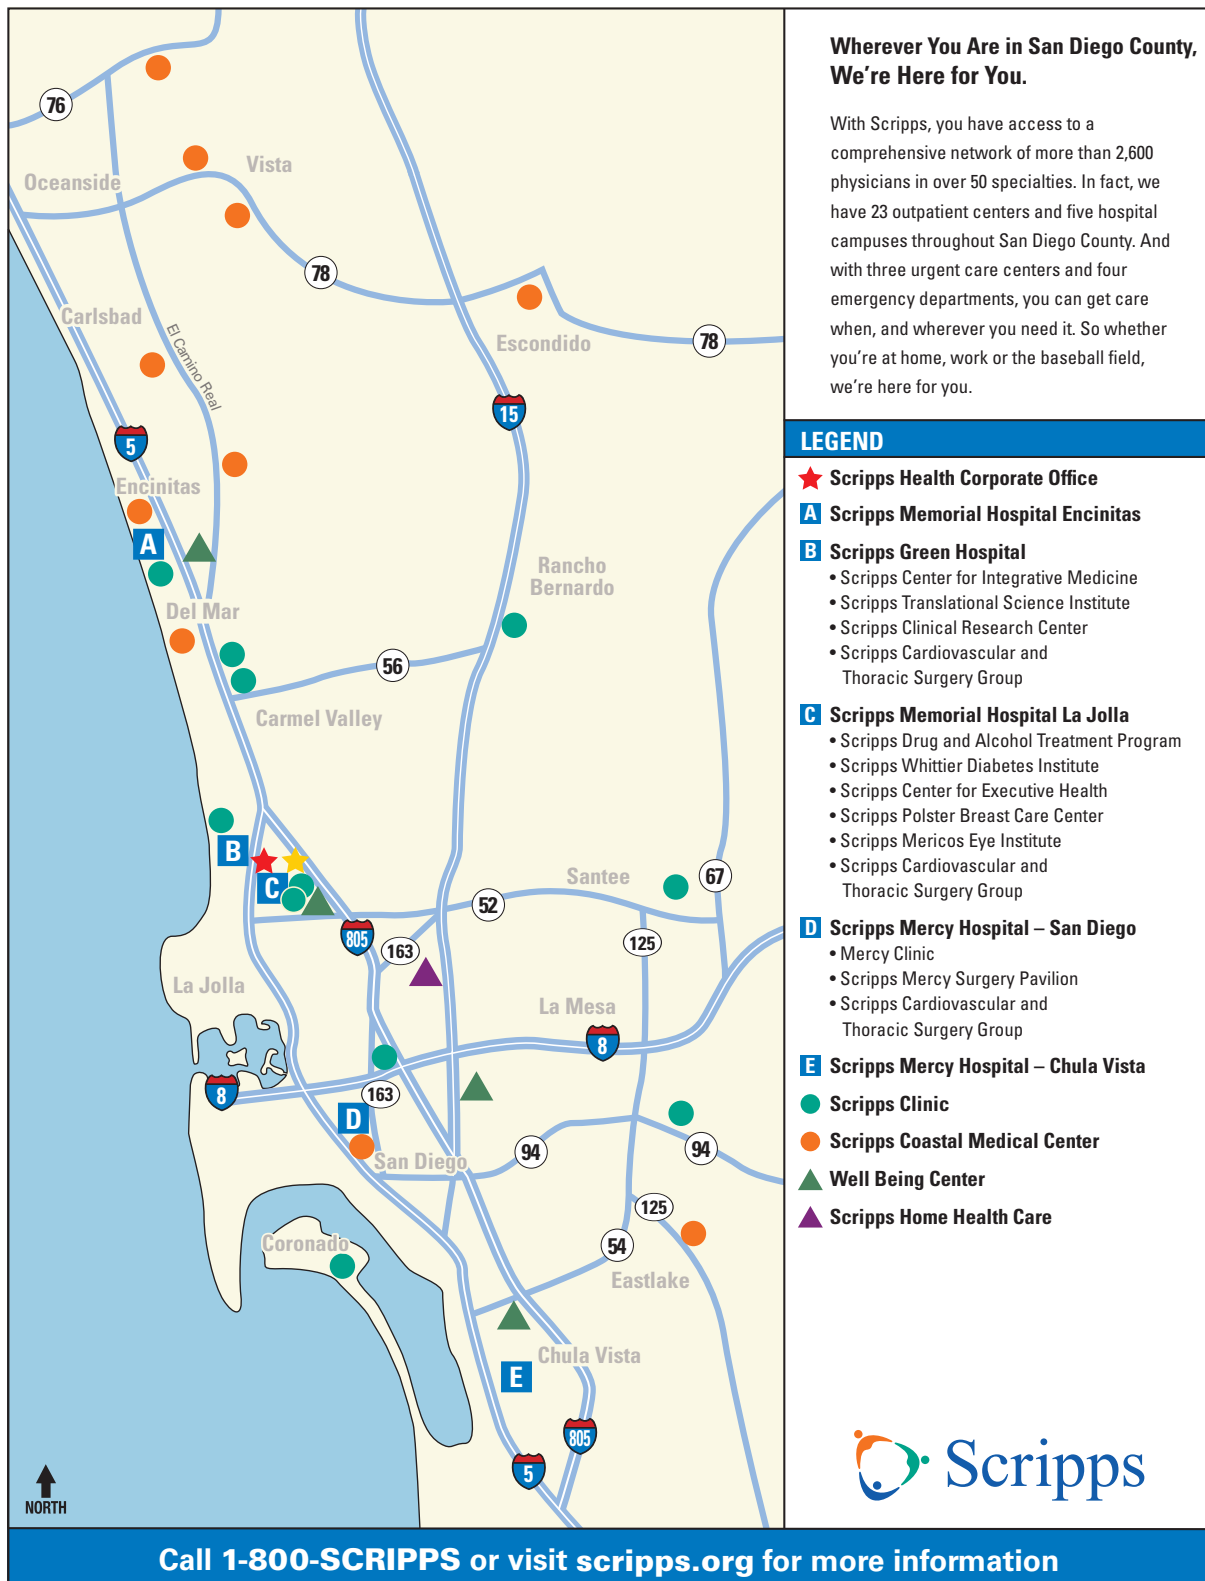 76
Vista
Oceanside
78
Carlsbad
El Camino Real
Escondido
78
15
5
Encinitas
A
Rancho
Bernardo
Del Mar
56
Carmel Valley
B
C
Santee
67
52
805
163
125
La Jolla
La Mesa
8
8
163
D
San Diego
94
94
125
Coronado
54
Eastlake
Chula Vista
E
805
5
NORTH
Wherever You Are in San Diego County,
We're Here for You.
With Scripps, you have access to a
comprehensive network of more than 2,600
physicians in over 50 specialties. In fact, we
have 23 outpatient centers and five hospital
campuses throughout San Diego County. And
with three urgent care centers and four
emergency departments, you can get care
when, and wherever you need it. So whether
you're at home, work or the baseball field,
we're here for you.
LEGEND
Scripps Health Corporate Office
A Scripps Memorial Hospital Encinitas
B Scripps Green Hospital
• Scripps Center for Integrative Medicine
• Scripps Translational Science Institute
• Scripps Clinical Research Center
• Scripps Cardiovascular and
Thoracic Surgery Group
C Scripps Memorial Hospital La Jolla
• Scripps Drug and Alcohol Treatment Program
• Scripps Whittier Diabetes Institute
• Scripps Center for Executive Health
• Scripps Polster Breast Care Center
• Scripps Mericos Eye Institute
• Scripps Cardiovascular and
Thoracic Surgery Group
D Scripps Mercy Hospital – San Diego
• Mercy Clinic
• Scripps Mercy Surgery Pavilion
• Scripps Cardiovascular and
Thoracic Surgery Group
E Scripps Mercy Hospital – Chula Vista
Scripps Clinic
Scripps Coastal Medical Center
Well Being Center
Scripps Home Health Care
Scripps
Call 1-800-SCRIPPS or visit scripps.org for more information